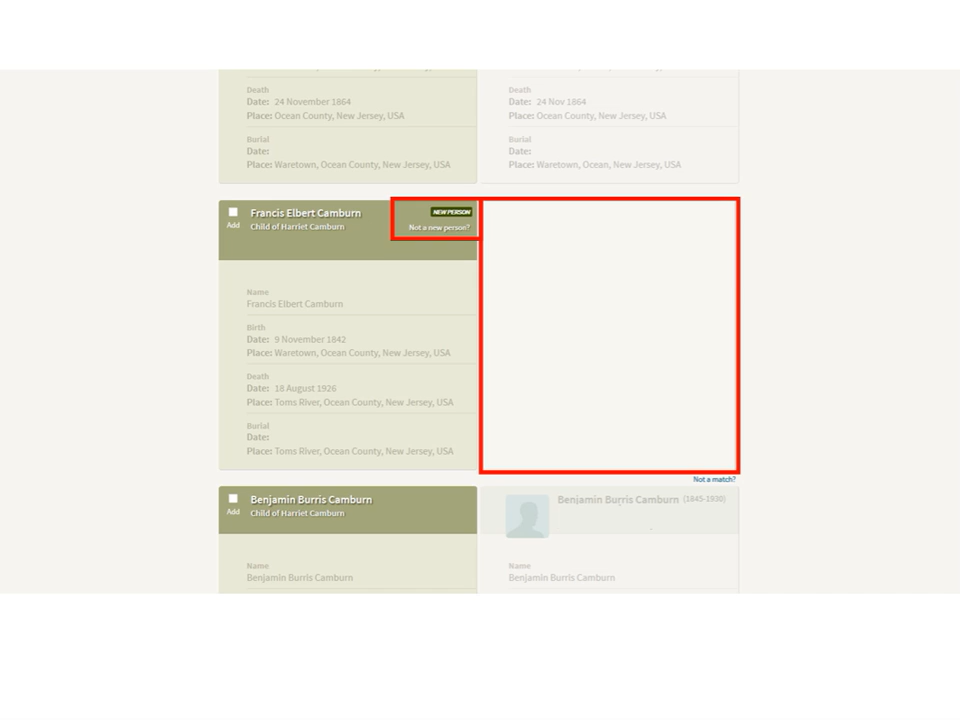 Death
Date: 24 November 1864
Place: Ocean County, New Jersey, USA
Burial
Date:
Place: Waretown, Ocean County, New Jersey, USA
Death
Date: 24 Nov 1864
Place: Ocean County, New Jersey, USA
Burial
Date:
Place: Waretown, Ocean, New Jersey, USA
Francis Elbert Camburn
Add
Child of Harriet Camburn
NEW PERSON
Not a new person?
Name
Francis Elbert Camburn
Birth
Date: 9 November 1842
Place: Waretown, Ocean County, New Jersey, USA
Death
Date: 18 August 1926
Place: Toms River, Ocean County, New Jersey, USA
Burial
Date:
Place: Toms River, Ocean County, New Jersey, USA
Not a match?
Benjamin Burris Camburn
Add
Child of Harriet Camburn
Name
Benjamin Burris Camburn
Benjamin Burris Camburn (1845-1930)
Name
Benjamin Burris Camburn